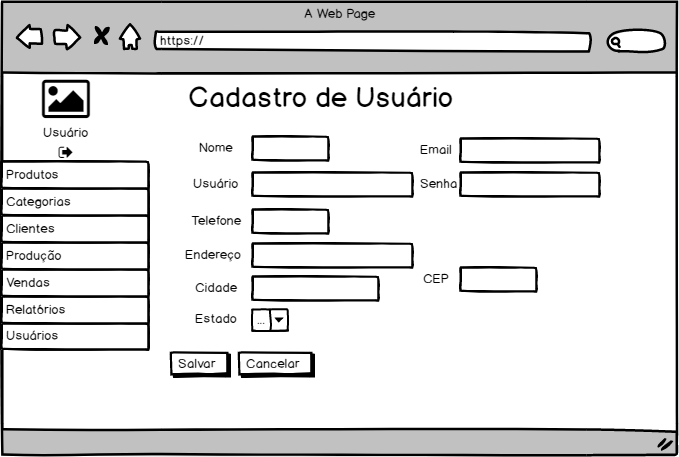 A Web Page
https://
Usuário
Produtos
Categorias
Clientes
Produção
Vendas
Relatórios
Usuários
Cadastro de Usuário
Nome
Email
Usuário
Senha
Telefone
Endereço
CEP
Cidade
Estado
...
Salvar
Cancelar